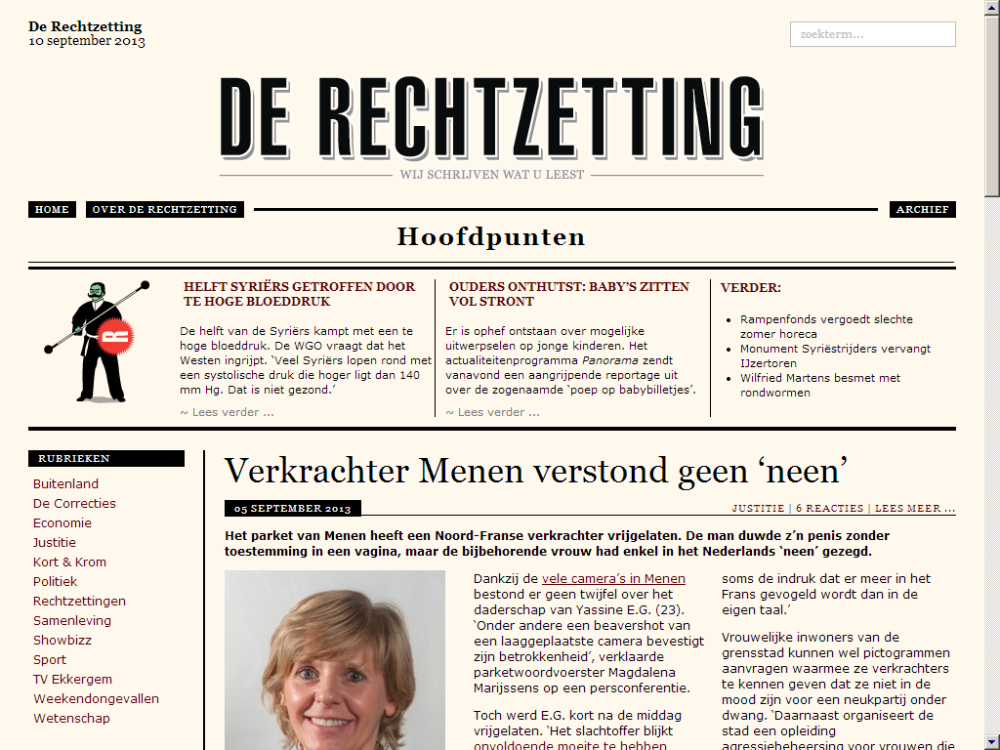 De Rechtzetting
10 september 2013
zoekterm...
DE RECHTZETTING
WIJ SCHRIJVEN WAT U LEEST
HOME
OVER DE RECHTZETTING
ARCHIEF
Hoofdpunten
R
HELFT SYRIËRS GETROFFEN DOOR
TE HOGE BLOEDDRUK
De helft van de Syriërs kampt met een te
hoge bloeddruk. De WGO vraagt dat het
Westen ingrijpt. ‘Veel Syriërs lopen rond met
een systolische druk die hoger ligt dan 140
mm Hg. Dat is niet gezond.’
~ Lees verder ...
OUDERS ONTHUTST: BABY’S ZITTEN
VOL STRONT
Er is ophef ontstaan over mogelijke
uitwerpselen op jonge kinderen. Het
actualiteitenprogramma Panorama zendt
vanavond een aangrijpende reportage uit
over de zogenaamde ‘poep op babybilletjes’.
~ Lees verder ...
VERDER:
Rampenfonds vergoedt slechte
zomer horeca
Monument Syriëstrijders vervangt
IJzertoren
Wilfried Martens besmet met
rondwormen
RUBRIEKEN
Buitenland
De Correcties
Economie
Justitie
Kort & Krom
Politiek
Rechtzettingen
Samenleving
Showbizz
Sport
TV Ekkergem
Weekendongevallen
Wetenschap
Verkrachter Menen verstond geen ‘neen’
05 SEPTEMBER 2013
JUSTITIE | 6 REACTIES | LEES MEER ...
Het parket van Menen heeft een Noord-Franse verkrachter vrijgelaten. De man duwde z’n penis zonder
toestemming in een vagina, maar de bijbehorende vrouw had enkel in het Nederlands ‘neen’ gezegd.
Dankzij de vele camera’s in Menen
bestond er geen twijfel over het
daderschap van Yassine E.G. (23).
‘Onder andere een beavershot van
een laaggeplaatste camera bevestigt
zijn betrokkenheid’, verklaarde
parketwoordvoerster Magdalena
Marijssens op een persconferentie.
Toch werd E.G. kort na de middag
vrijgelaten. ‘Het slachtoffer blijkt
onvoldoende moeite te hebben
soms de indruk dat er meer in het
Frans gevogeld wordt dan in de
eigen taal.’
Vrouwelijke inwoners van de
grensstad kunnen wel pictogrammen
aanvragen waarmee ze verkrachters
te kennen geven dat ze niet in de
mood zijn voor een neukpartij onder
dwang. ‘Daarnaast organiseert de
stad een opleiding
agressiebeheersing voor vrouwen die